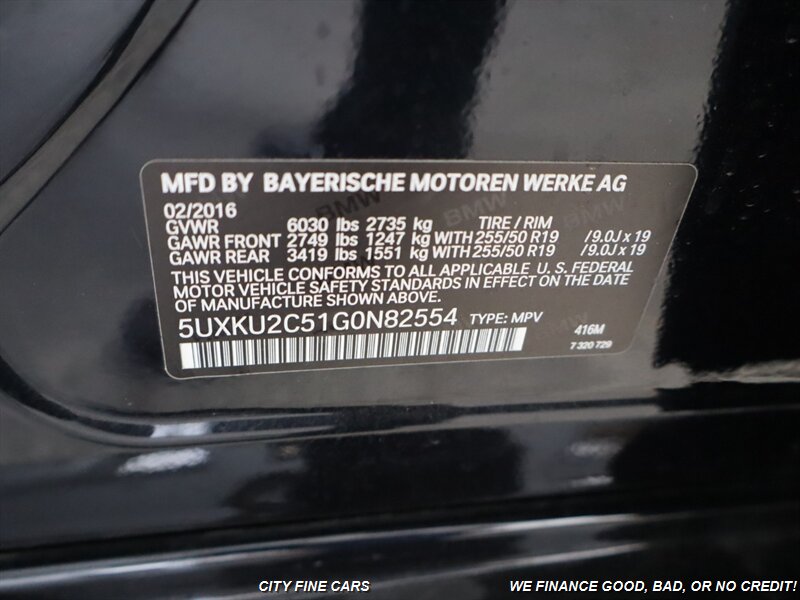 MFD BY BAYERISCHE MOTOREN WERKE AG
02/2016
GVWR 6030 lbs 2735 kg TIRE / RIM
GAWR FRONT 2749 lbs 1247 kg WITH 255/50 R19 /9.0J x 19
GAWR REAR 3419 lbs 1551 kg WITH 255/50 R19 /9.0J x 19
THIS VEHICLE CONFORMS TO ALL APPLICABLE U. S. FEDERAL
MOTOR VEHICLE SAFETY STANDARDS IN EFFECT ON THE DATE
OF MANUFACTURE.
5UXKU2C51G0N82554 TYPE: MPV 416M
7 320 729
CITY FINE CARS WE FINANCE GOOD, BAD, OR NO CREDIT!